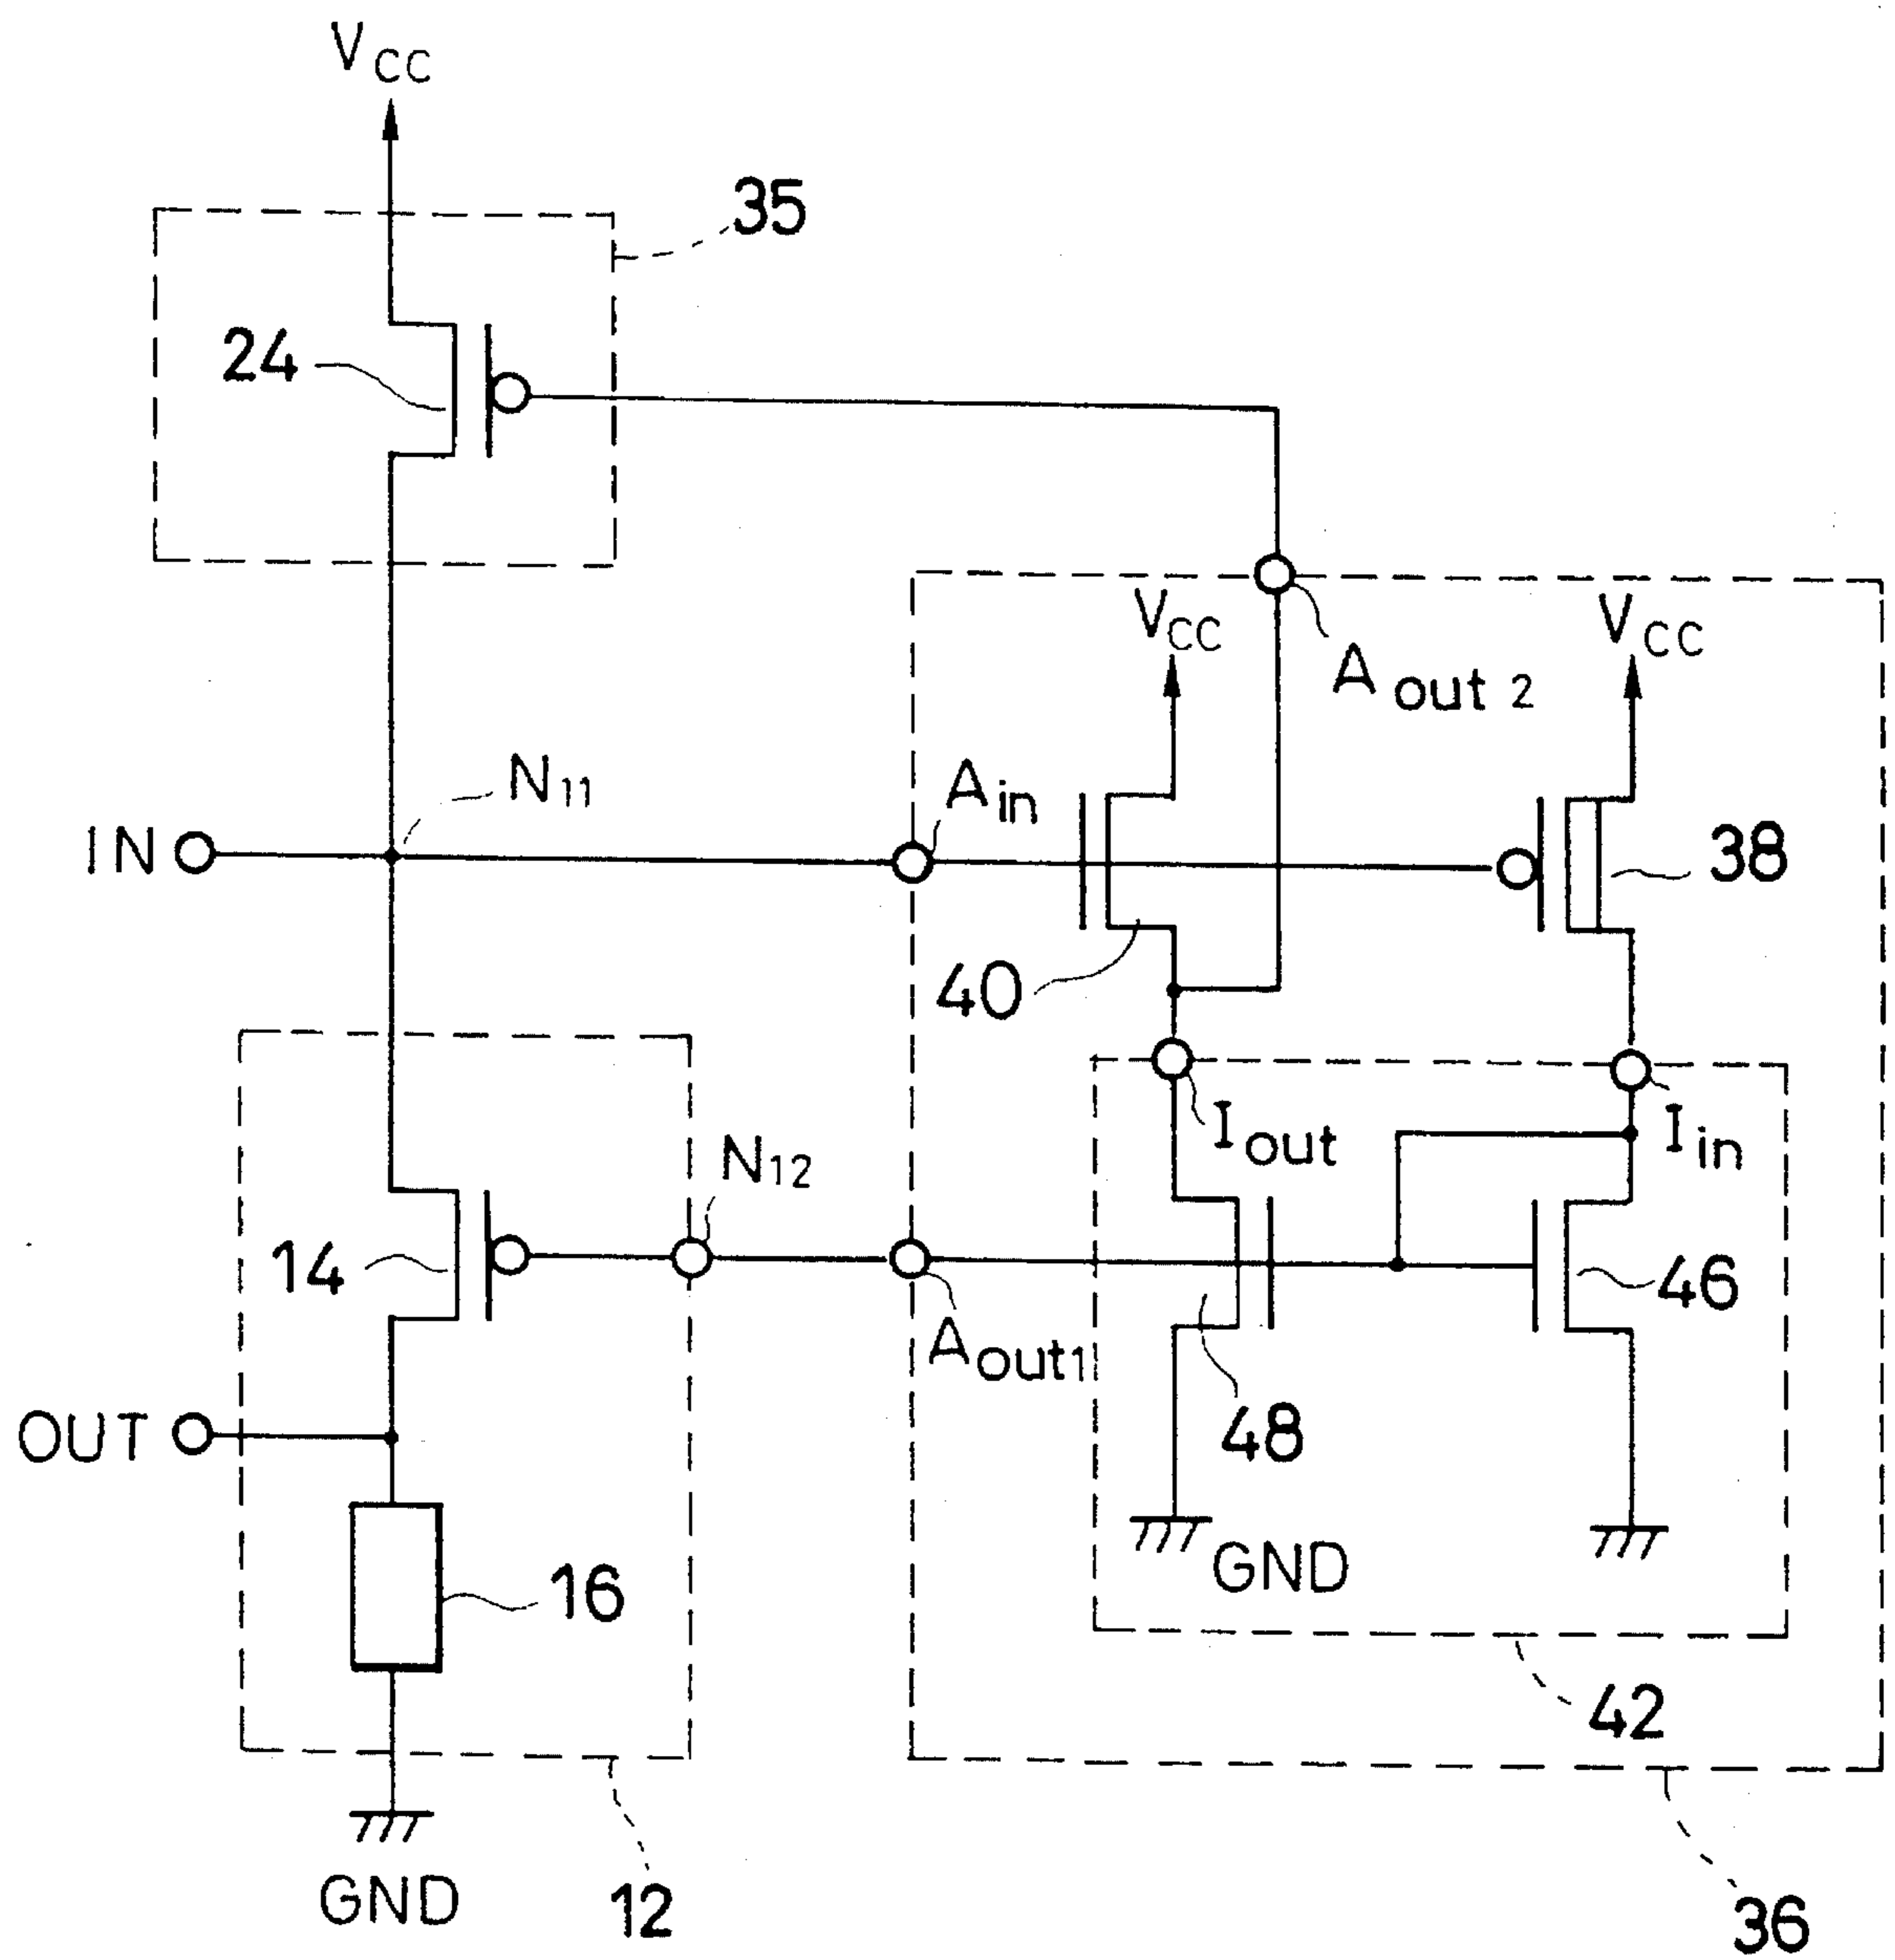 VCC
35
24
VCC
VCC
Aout 2
N11
Ain
IN
38
40
Iout
Iin
N12
14
46
Aout1
OUT
48
GND
16
42
GND
12
36